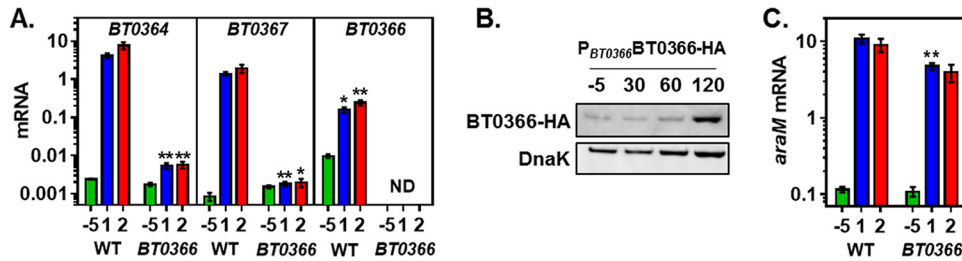 A.
BT0364
BT0367
BT0366
mRNA
10
1
0.1
0.01
0.001
** **
** *
* **
ND
-5 1 2 -5 1 2 -5 1 2 -5 1 2 -5 1 2 -5 1 2
WT BT0366 WT BT0366 WT BT0366
B.
PBT0366BT0366-HA
-5 30 60 120
BT0366-HA
DnaK
C.
araM mRNA
10
1
0.1
**
-5 1 2 -5 1 2
WT BT0366